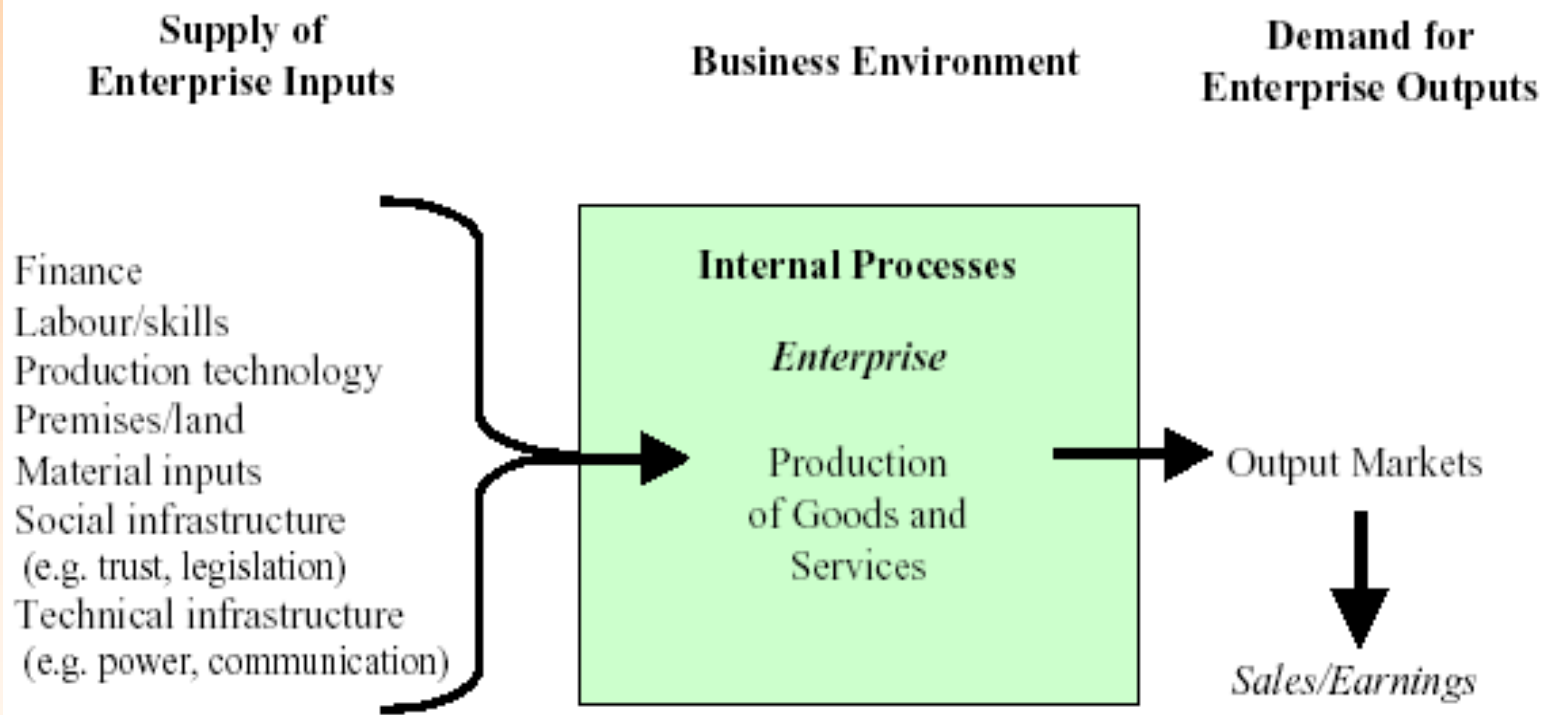 Supply of
Enterprise Inputs
Business Environment
Demand for
Enterprise Outputs
Finance
Labour/skills
Production technology
Premises/land
Material inputs
Social infrastructure
(e.g. trust, legislation)
Technical infrastructure
(e.g. power, communication)
Internal Processes
Enterprise
Production
of Goods and
Services
Output Markets
Sales/Earnings